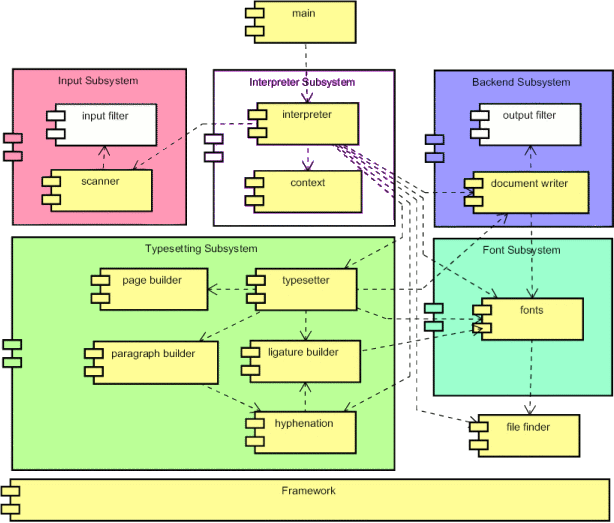 main
Input Subsystem
Interpreter Subsystem
Backend Subsystem
input filter
interpreter
output filter
scanner
context
document writer
Typesetting Subsystem
Font Subsystem
page builder
typesetter
fonts
paragraph builder
ligature builder
hyphenation
file finder
Framework